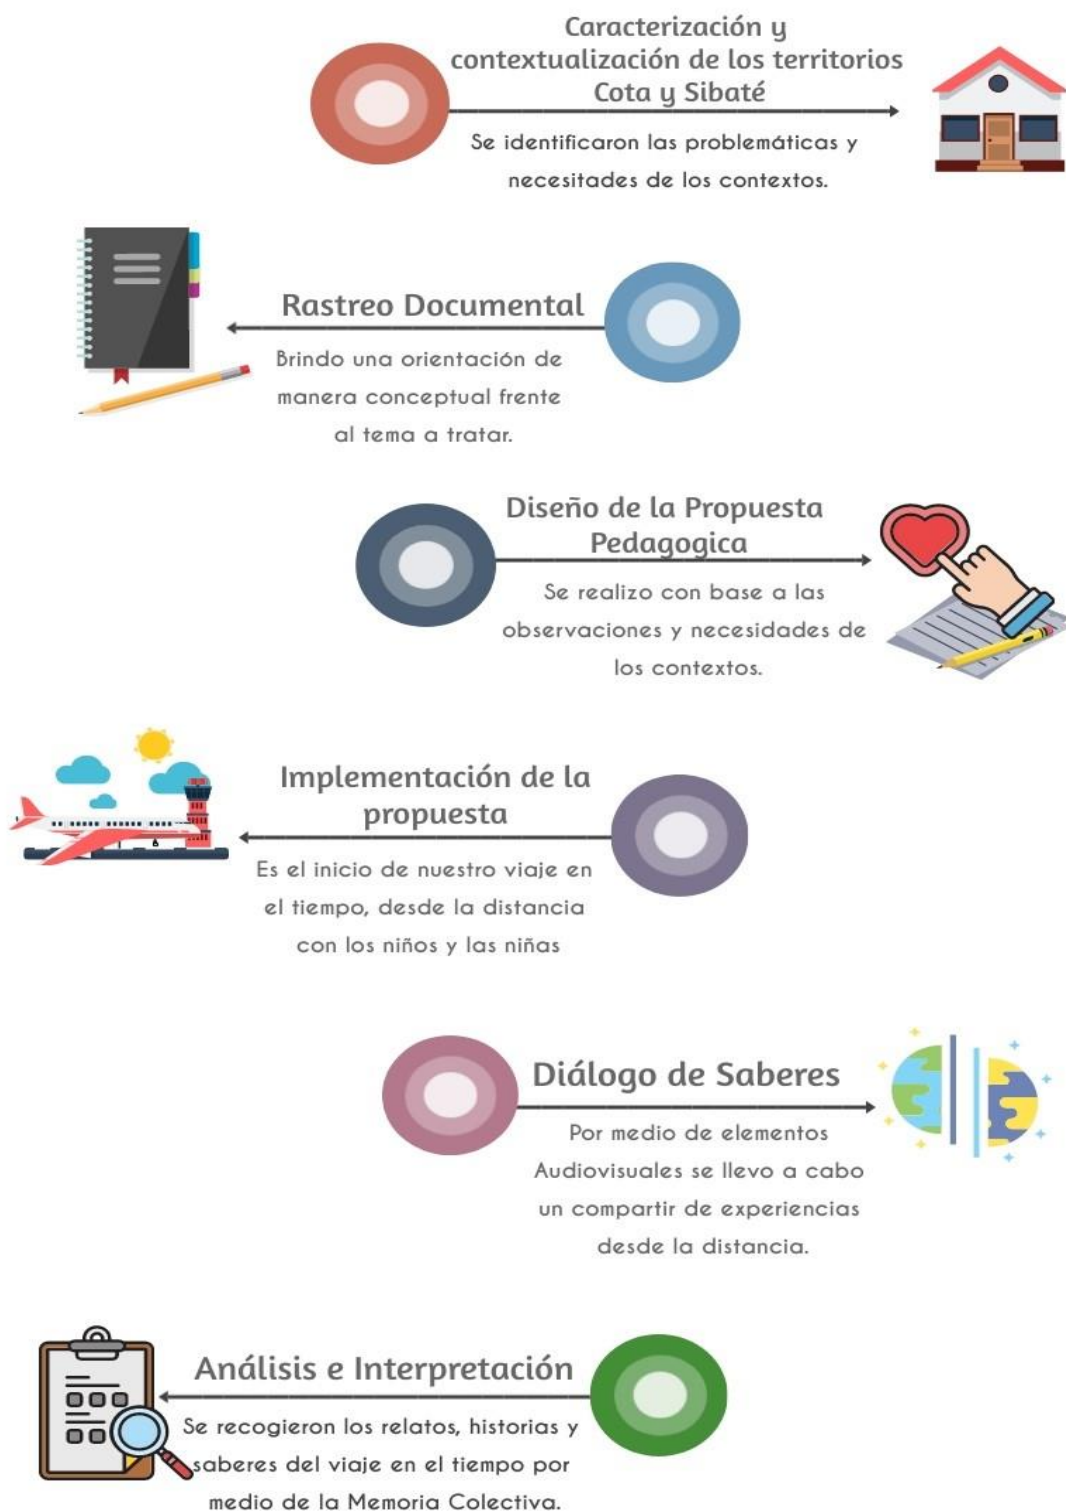 Caracterización y
contextualización de los territorios
Cota y Sibaté
Se identificaron las problemáticas y
necesitades de los contextos.
Rastreo Documental
Brindo una orientación de
manera conceptual frente
al tema a tratar.
Diseño de la Propuesta
Pedagogica
Se realizo con base a las
observaciones y necesidades de
los contextos.
Implementación de la
propuesta
Es el inicio de nuestro viaje en
el tiempo, desde la distancia
con los niños y las niñas
Diálogo de Saberes
Por medio de elementos
Audiovisuales se llevo a cabo
un compartir de experiencias
desde la distancia.
Análisis e Interpretación
Se recogieron los relatos, historias y
saberes del viaje en el tiempo por
medio de la Memoria Colectiva.